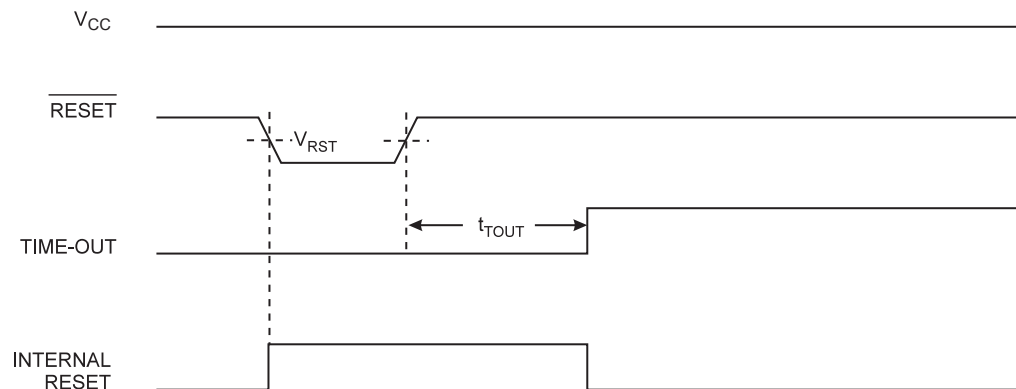 VCC
RESET
VRST
tTOUT
TIME-OUT
INTERNAL
RESET